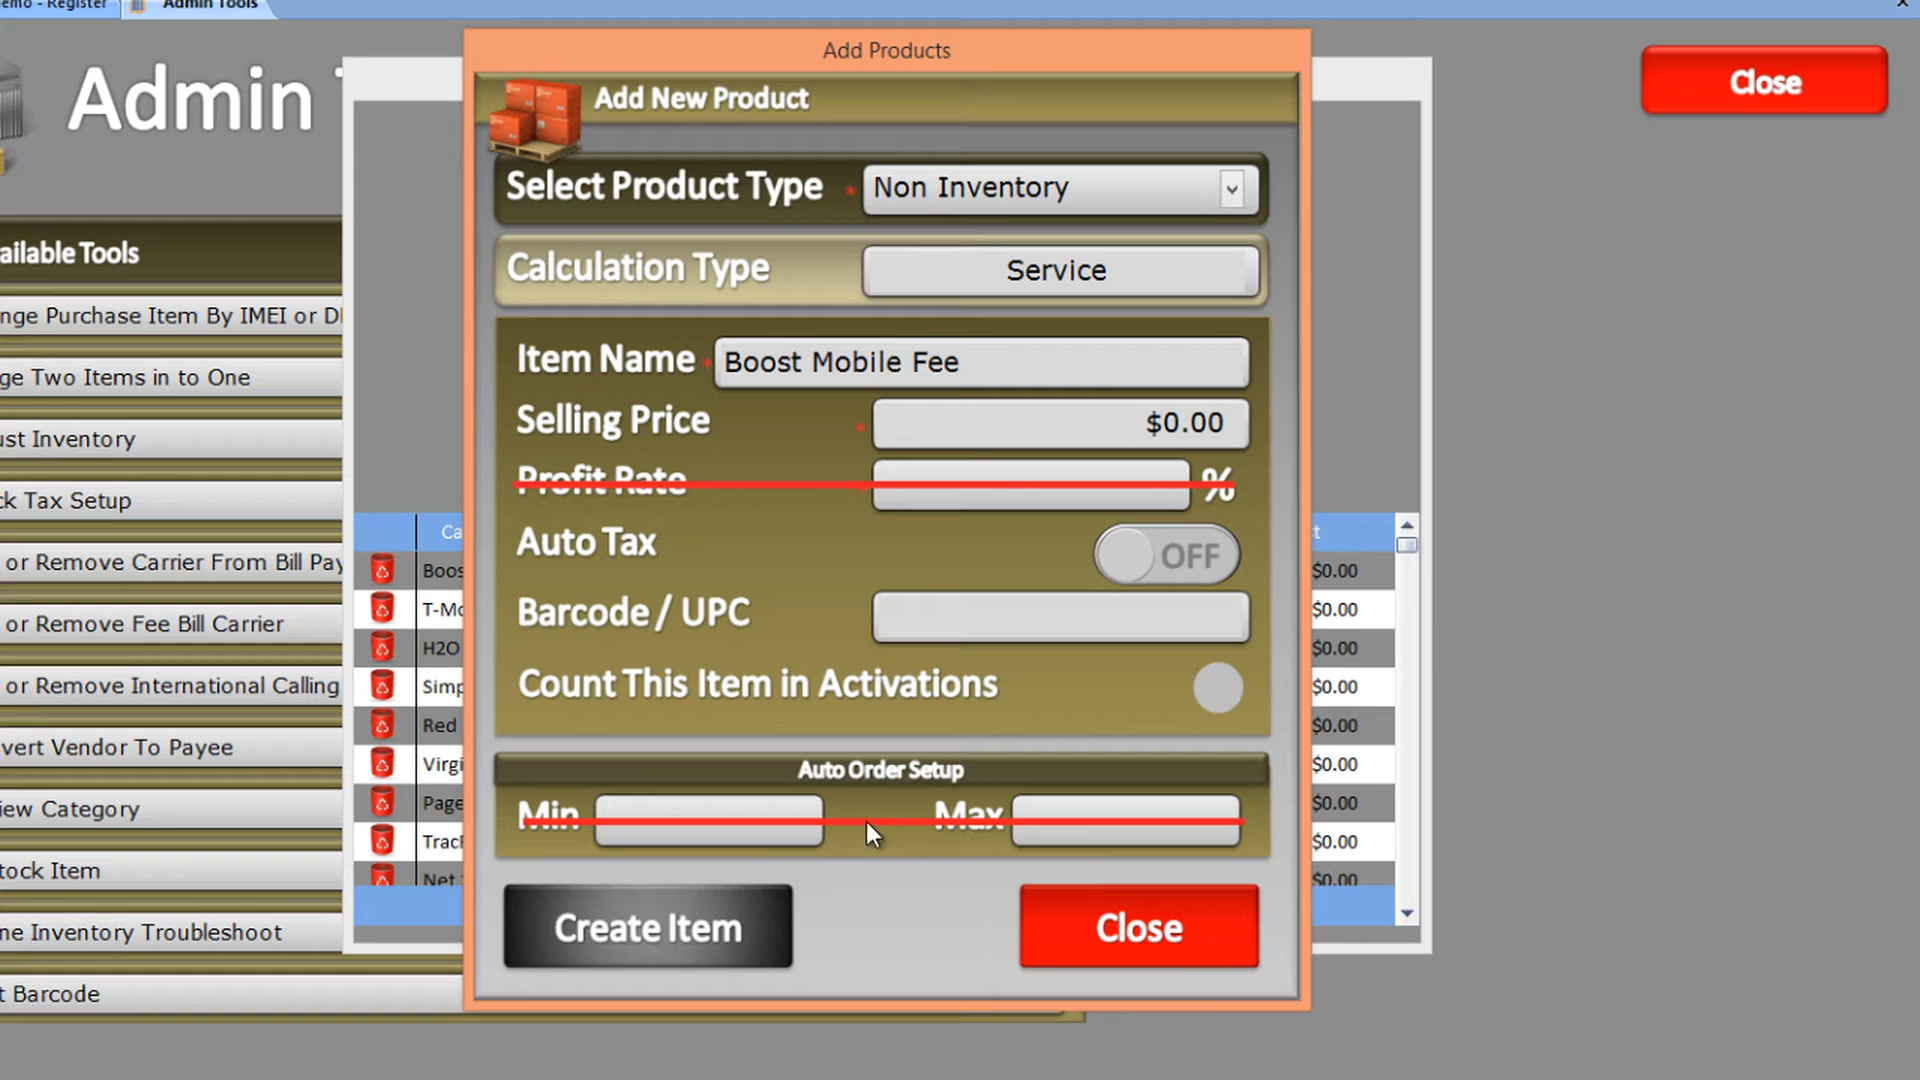 emo - Register
Admin Tools
Admin
Close
Add Products
Add New Product
Select Product Type * Non Inventory
Calculation Type Service
Item Name * Boost Mobile Fee
Selling Price * $0.00
Profit Rate %
Auto Tax OFF
Barcode / UPC
Count This Item in Activations
Auto Order Setup
Min Max
Create Item Close
ailable Tools
nge Purchase Item By IMEI or D
ge Two Items in to One
ust Inventory
ck Tax Setup
or Remove Carrier From Bill Pay
or Remove Fee Bill Carrier
or Remove International Calling
vert Vendor To Payee
iew Category
tock Item
ne Inventory Troubleshoot
t Barcode
Ca t
Boos $0.00
T-Mo $0.00
H2O $0.00
Simp $0.00
Red $0.00
Virgi $0.00
Page $0.00
Tracf $0.00
Net $0.00